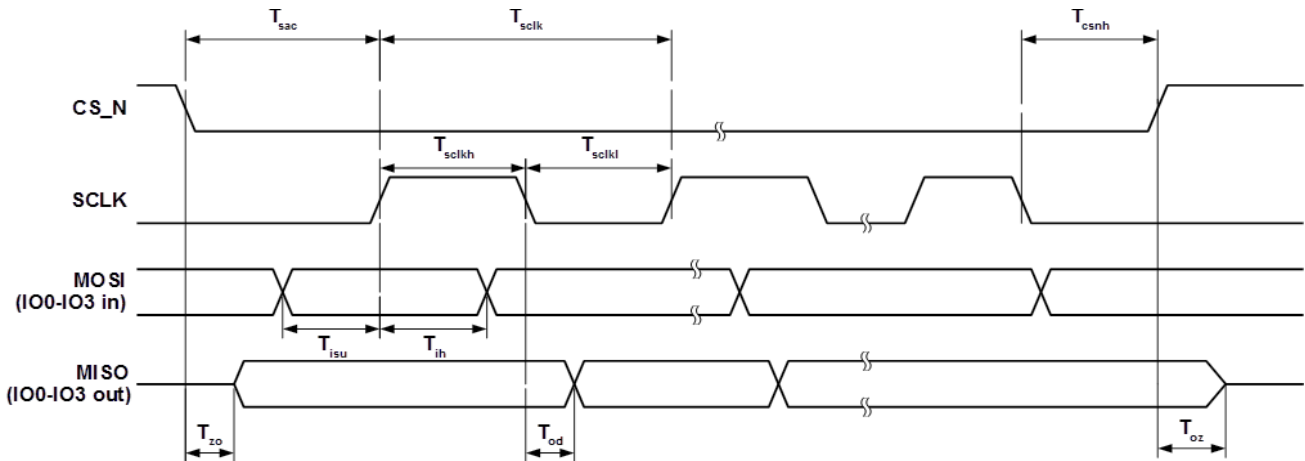 Tsac
Tsclk
Tcsnh
CS_N
Tsclkh
Tsclkl
SCLK
MOSI
(IO0-IO3 in)
Tisu
Tih
MISO
(IO0-IO3 out)
Tzo
Tod
Toz